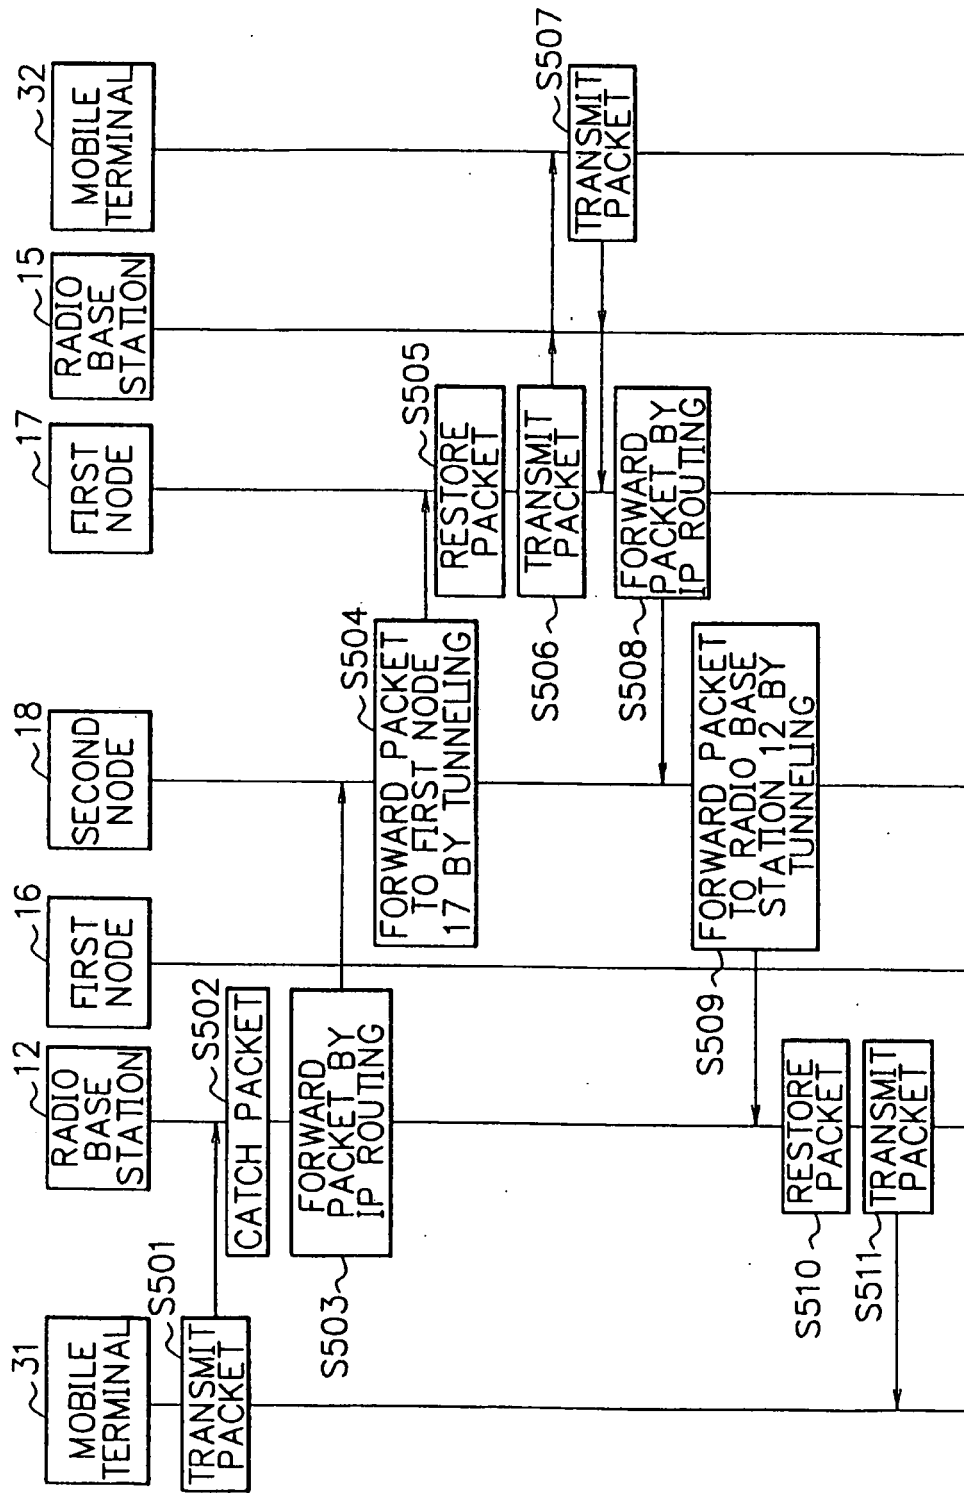 31
MOBILE
TERMINAL
12
RADIO
BASE
STATION
16
FIRST
NODE
18
SECOND
NODE
17
FIRST
NODE
15
RADIO
BASE
STATION
32
MOBILE
TERMINAL
S501
TRANSMIT
PACKET
S502
CATCH PACKET
S503
FORWARD
PACKET BY
IP ROUTING
S504
FORWARD PACKET
TO FIRST NODE
17 BY TUNNELING
S505
RESTORE
PACKET
S506
TRANSMIT
PACKET
S507
TRANSMIT
PACKET
S508
FORWARD
PACKET BY
IP ROUTING
S509
FORWARD PACKET
TO RADIO BASE
STATION 12 BY
TUNNELING
S510
RESTORE
PACKET
S511
TRANSMIT
PACKET